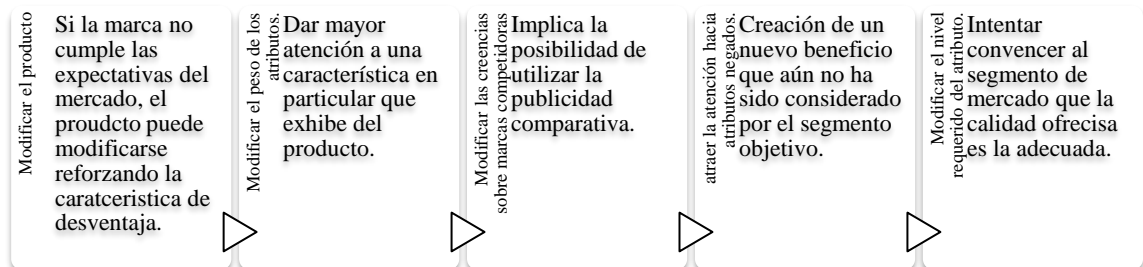 Modificar el producto
Si la marca no
cumple las
expectativas del
mercado, el
proudcto puede
modificarse
reforzando la
caratceristica de
desventaja.
Modificar el peso de los
atributos.
Dar mayor
atención a una
característica en
particular que
exhibe del
producto.
Modificar las creencias
sobre marcas competidoras
Implica la
posibilidad de
utilizar la
publicidad
comparativa.
atraer la atención hacia
atributos negados.
Creación de un
nuevo beneficio
que aún no ha
sido considerado
por el segmento
objetivo.
Modificar el nivel
requerido del atributo.
Intentar
convencer al
segmento de
mercado que la
calidad ofrecisa
es la adecuada.